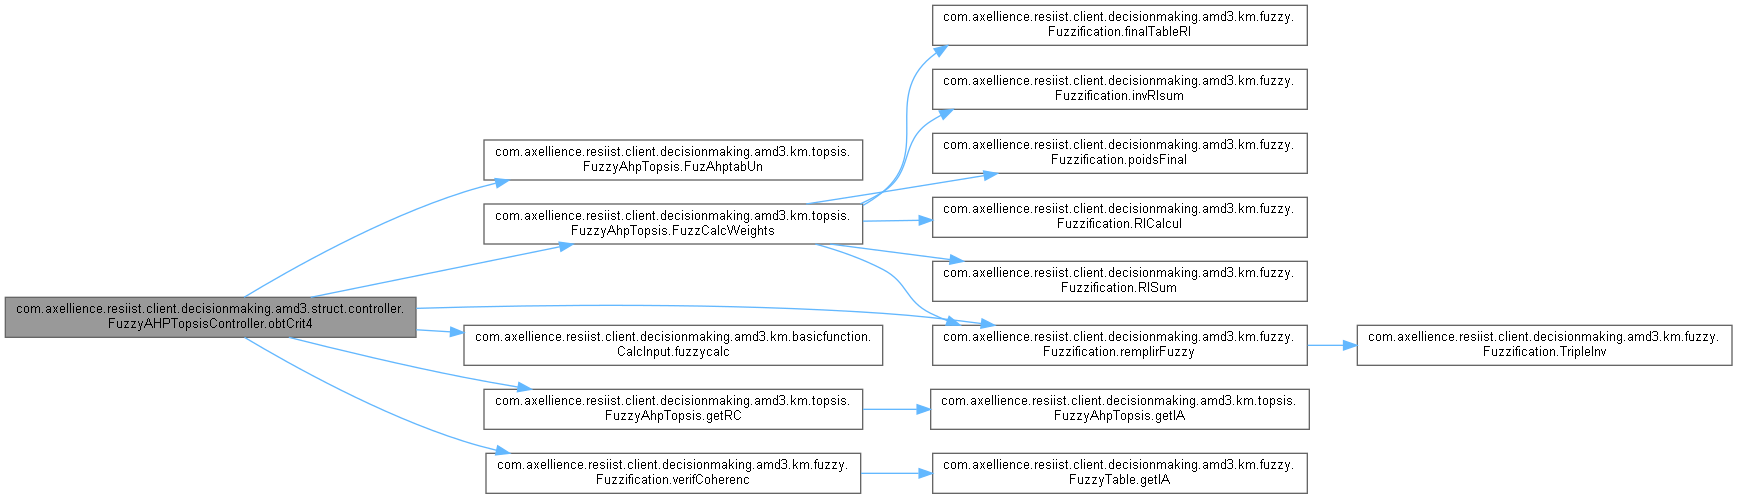 com.axellience.resiist.client.decisionmaking.amd3.struct.controller.
FuzzyAHPTopsisController.obtCrit4
com.axellience.resiist.client.decisionmaking.amd3.km.topsis.
FuzzyAhpTopsis.FuzAhptabUn
com.axellience.resiist.client.decisionmaking.amd3.km.topsis.
FuzzyAhpTopsis.FuzzCalcWeights
com.axellience.resiist.client.decisionmaking.amd3.km.basicfunction.
CalcInput.fuzzycalc
com.axellience.resiist.client.decisionmaking.amd3.km.topsis.
FuzzyAhpTopsis.getRC
com.axellience.resiist.client.decisionmaking.amd3.km.fuzzy.
Fuzzification.verifCoherenc
com.axellience.resiist.client.decisionmaking.amd3.km.fuzzy.
Fuzzification.finalTableRI
com.axellience.resiist.client.decisionmaking.amd3.km.fuzzy.
Fuzzification.invRIsum
com.axellience.resiist.client.decisionmaking.amd3.km.fuzzy.
Fuzzification.poidsFinal
com.axellience.resiist.client.decisionmaking.amd3.km.fuzzy.
Fuzzification.RICalcul
com.axellience.resiist.client.decisionmaking.amd3.km.fuzzy.
Fuzzification.RISum
com.axellience.resiist.client.decisionmaking.amd3.km.fuzzy.
Fuzzification.remplirFuzzy
com.axellience.resiist.client.decisionmaking.amd3.km.topsis.
FuzzyAhpTopsis.getIA
com.axellience.resiist.client.decisionmaking.amd3.km.fuzzy.
FuzzyTable.getIA
com.axellience.resiist.client.decisionmaking.amd3.km.fuzzy.
Fuzzification.TripleInv